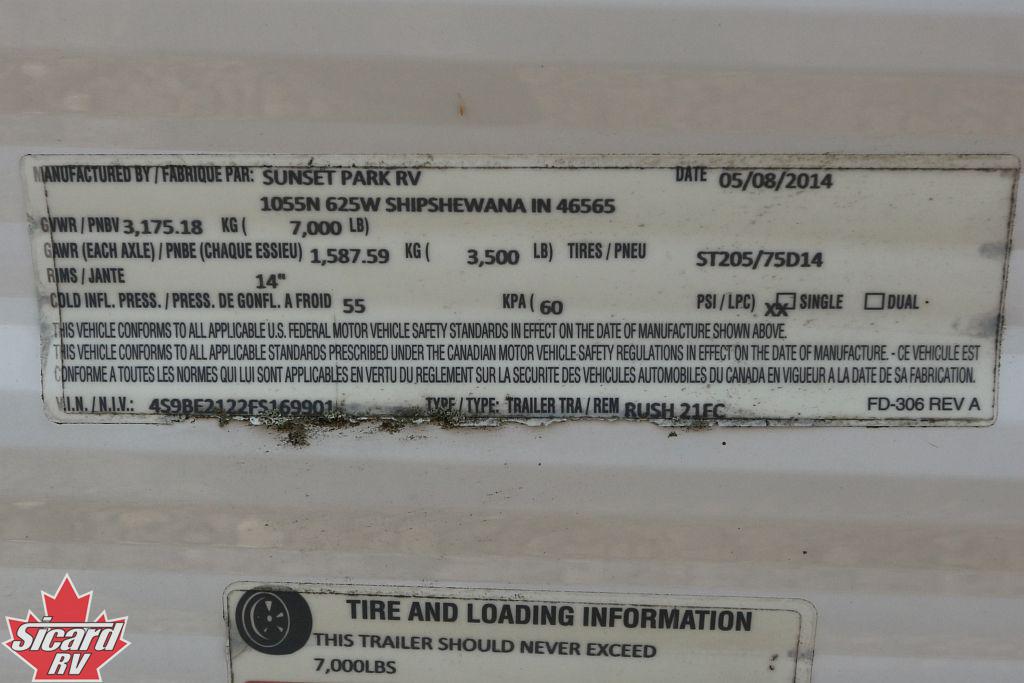 MANUFACTURED BY / FABRIQUE PAR: SUNSET PARK RV DATE 05/08/2014
1055N 625W SHIPSHEWANA IN 46565
GVWR / PNBV 3,175.18 KG ( 7,000 LB)
GAWR (EACH AXLE) / PNBE (CHAQUE ESSIEU) 1,587.59 KG ( 3,500 LB) TIRES / PNEU ST205/75D14
RIMS / JANTE 14"
COLD INFL. PRESS. / PRESS. DE GONFL. A FROID 55 KPA ( 60 PSI / LPC) XX SINGLE DUAL
THIS VEHICLE CONFORMS TO ALL APPLICABLE U.S. FEDERAL MOTOR VEHICLE SAFETY STANDARDS IN EFFECT ON THE DATE OF MANUFACTURE SHOWN ABOVE.
THIS VEHICLE CONFORMS TO ALL APPLICABLE STANDARDS PRESCRIBED UNDER THE CANADIAN MOTOR VEHICLE SAFETY REGULATIONS IN EFFECT ON THE DATE OF MANUFACTURE. - CE VEHICULE EST
CONFORME A TOUTES LES NORMES QUI LUI SONT APPLICABLES EN VERTU DU REGLEMENT SUR LA SECURITE DES VEHICULES AUTOMOBILES DU CANADA EN VIGUEUR A LA DATE DE SA FABRICATION.
V.I.N. / N.I.V.: 4S9BE2122FS169901 TYPE / TYPE: TRAILER TRA / REM RUSH 21FC FD-306 REV A
TIRE AND LOADING INFORMATION
THIS TRAILER SHOULD NEVER EXCEED
7,000LBS
Sicard
RV